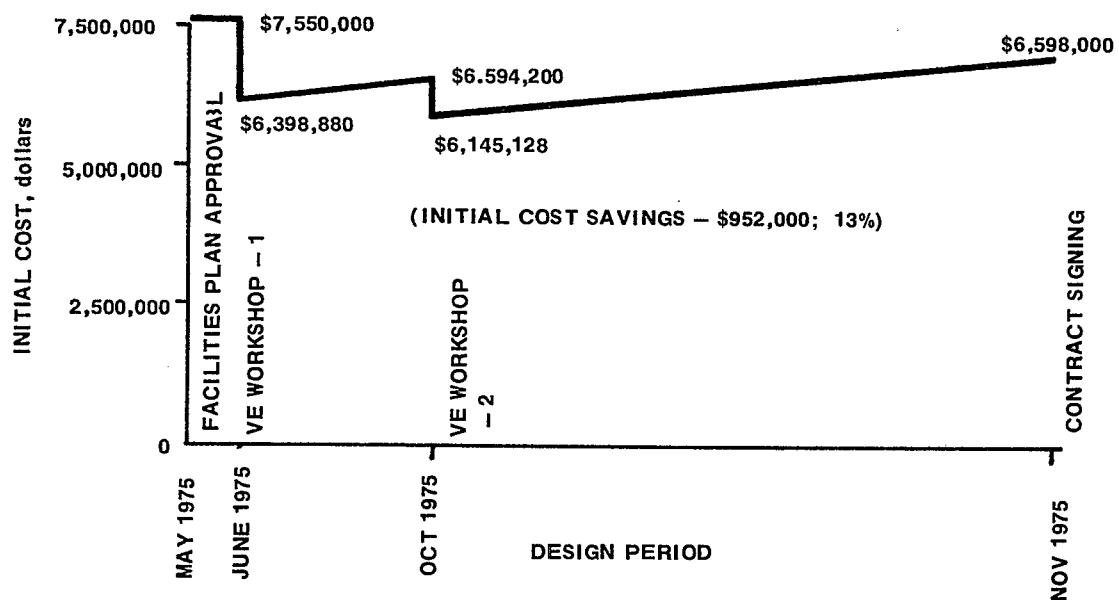 7,500,000
$7,550,000
$6,598,000
$6.594,200
$6,398,880
$6,145,128
5,000,000
(INITIAL COST SAVINGS – $952,000; 13%)
2,500,000
0
INITIAL COST, dollars
FACILITIES PLAN APPROVAL
VE WORKSHOP – 1
VE WORKSHOP
– 2
CONTRACT SIGNING
MAY 1975
JUNE 1975
OCT 1975
NOV 1975
DESIGN PERIOD